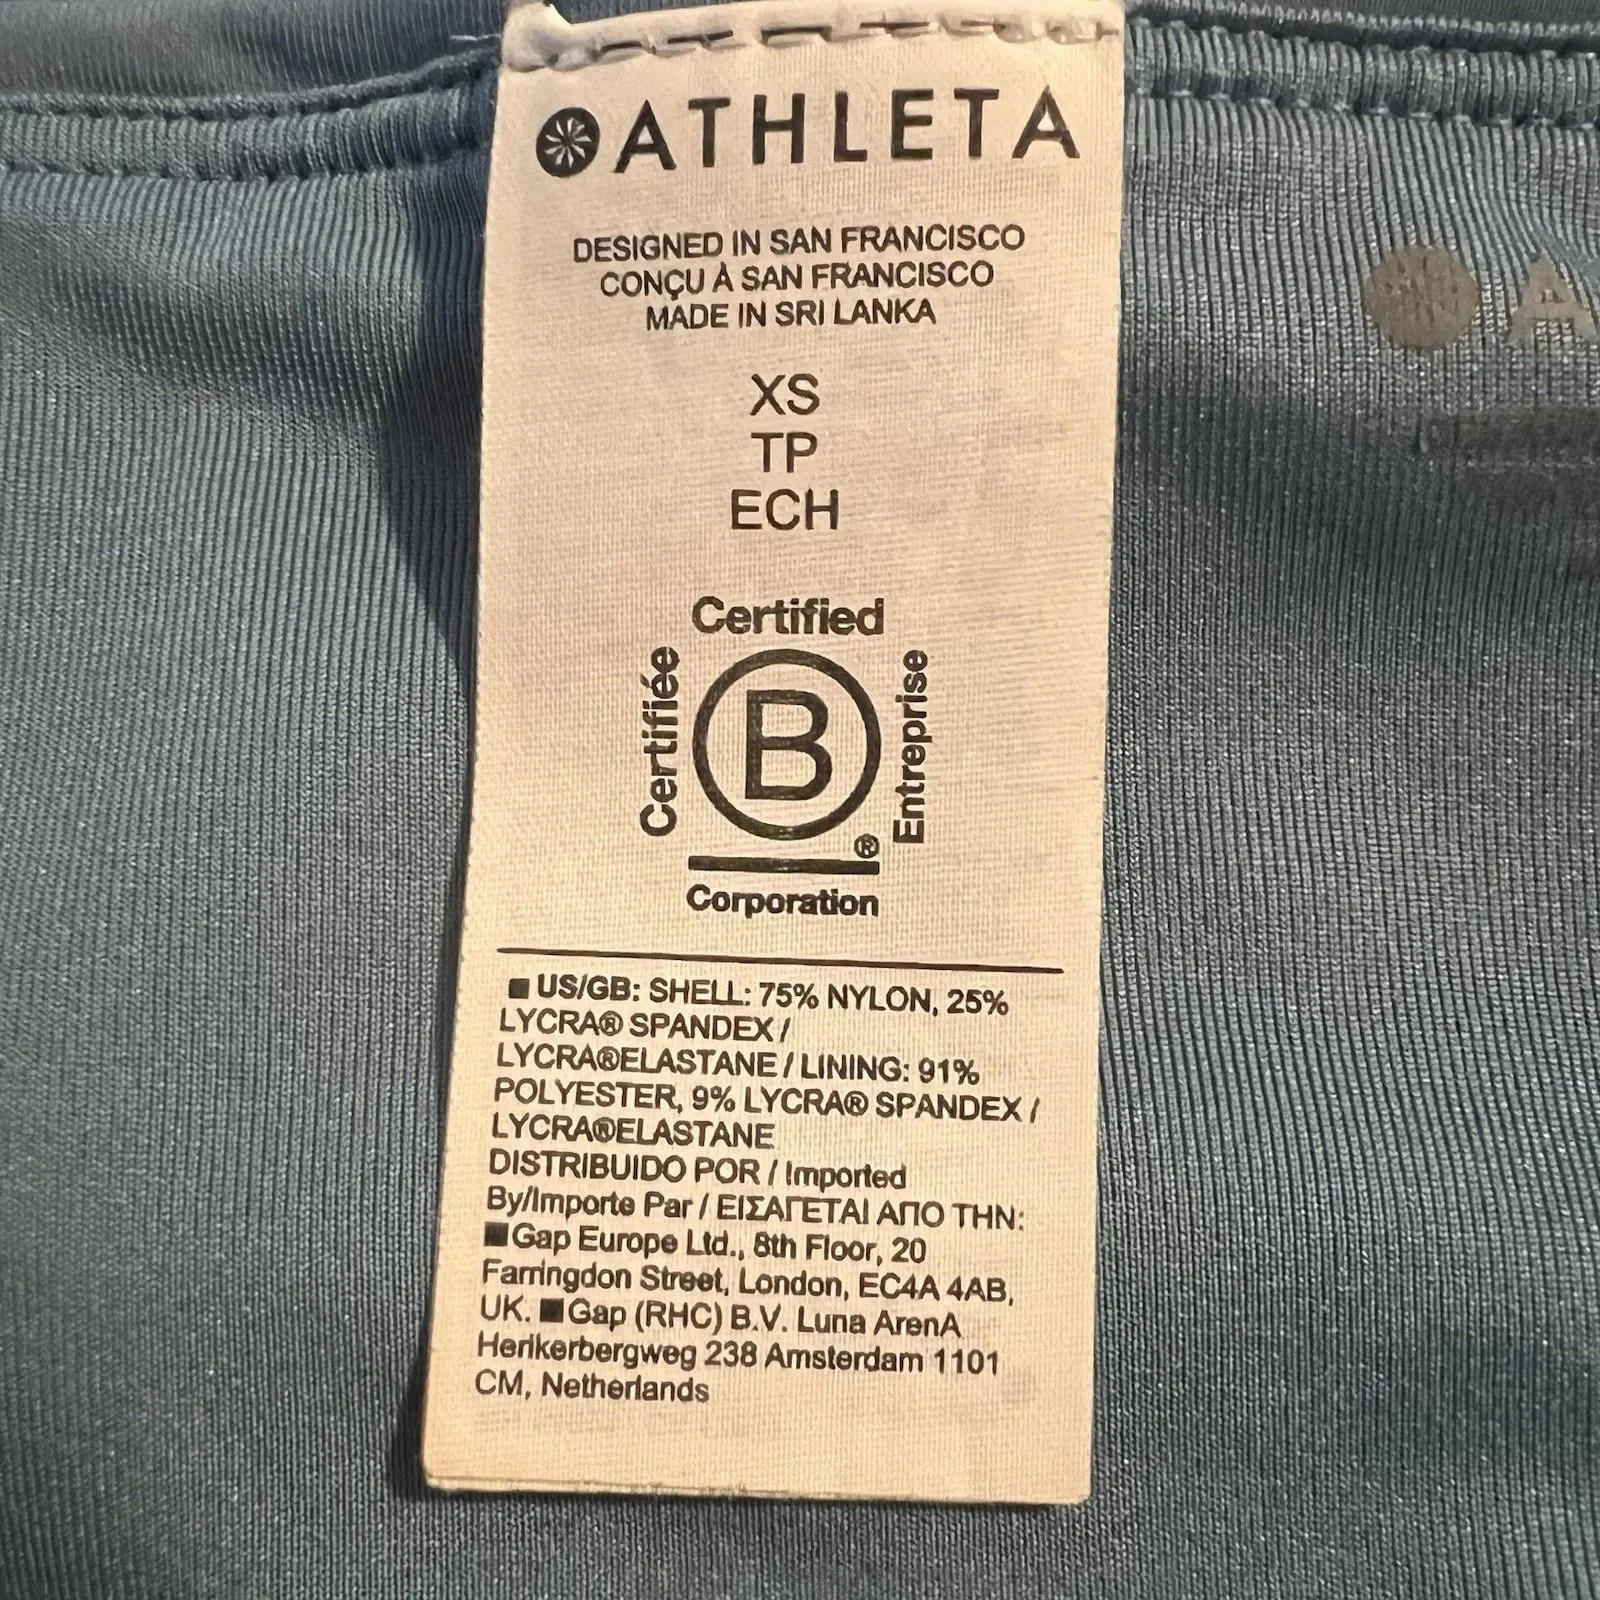 ATHLETA
DESIGNED IN SAN FRANCISCO
CONÇU À SAN FRANCISCO
MADE IN SRI LANKA
XS
TP
ECH
Certified
Certifiée
B
Entreprise
®
Corporation
■ US/GB: SHELL: 75% NYLON, 25%
LYCRA® SPANDEX /
LYCRA®ELASTANE / LINING: 91%
POLYESTER, 9% LYCRA® SPANDEX /
LYCRA®ELASTANE
DISTRIBUIDO POR / Imported
By/Importe Par / ΕΙΣΑΓΕΤΑΙ ΑΠΟ ΤΗΝ:
■Gap Europe Ltd., 8th Floor, 20
Farringdon Street, London, EC4A 4AB,
UK. ■Gap (RHC) B.V. Luna ArenA
Herikerbergweg 238 Amsterdam 1101
CM, Netherlands
A